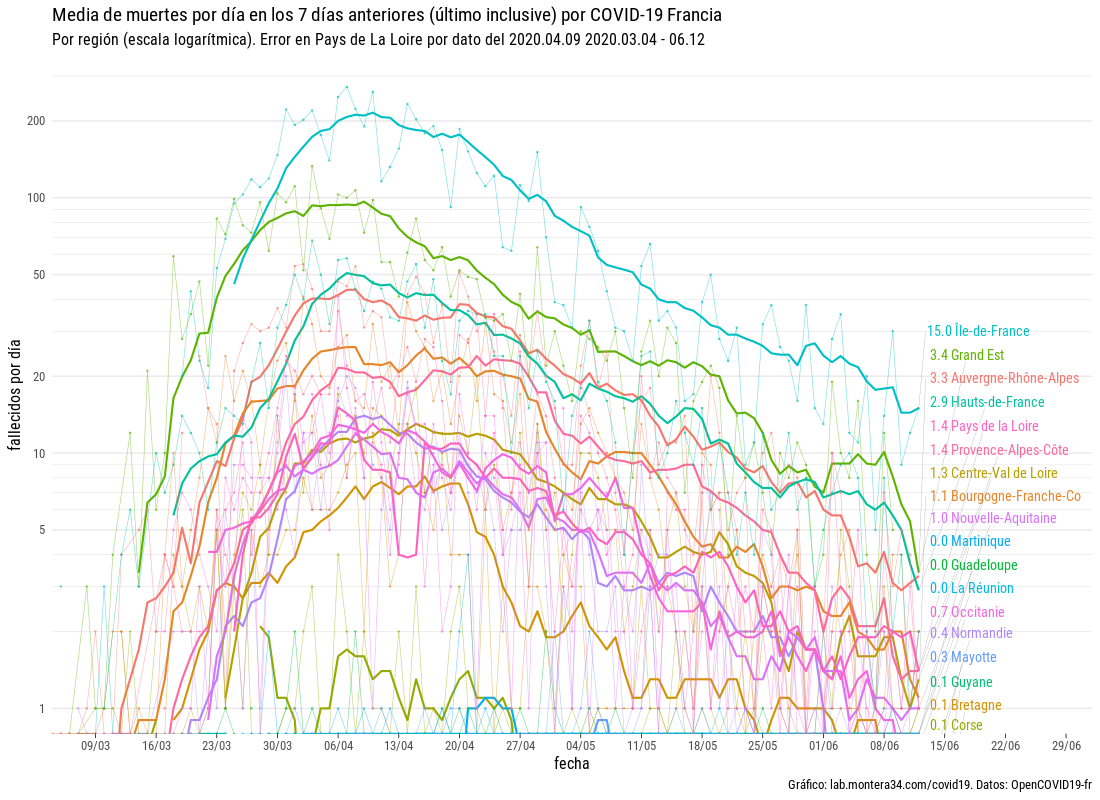 Media de muertes por día en los 7 días anteriores (último inclusive) por COVID-19 Francia
Por región (escala logarítmica). Error en Pays de La Loire por dato del 2020.04.09 2020.03.04 - 06.12
fallecidos por día
200
100
50
20
10
5
1
15.0 Île-de-France
3.4 Grand Est
3.3 Auvergne-Rhône-Alpes
2.9 Hauts-de-France
1.4 Pays de la Loire
1.4 Provence-Alpes-Côte
1.3 Centre-Val de Loire
1.1 Bourgogne-Franche-Co
1.0 Nouvelle-Aquitaine
0.0 Martinique
0.0 Guadeloupe
0.0 La Réunion
0.7 Occitanie
0.4 Normandie
0.3 Mayotte
0.1 Guyane
0.1 Bretagne
0.1 Corse
09/03 16/03 23/03 30/03 06/04 13/04 20/04 27/04 04/05 11/05 18/05 25/05 01/06 08/06 15/06 22/06 29/06
fecha
Gráfico: lab.montera34.com/covid19. Datos: OpenCOVID19-fr